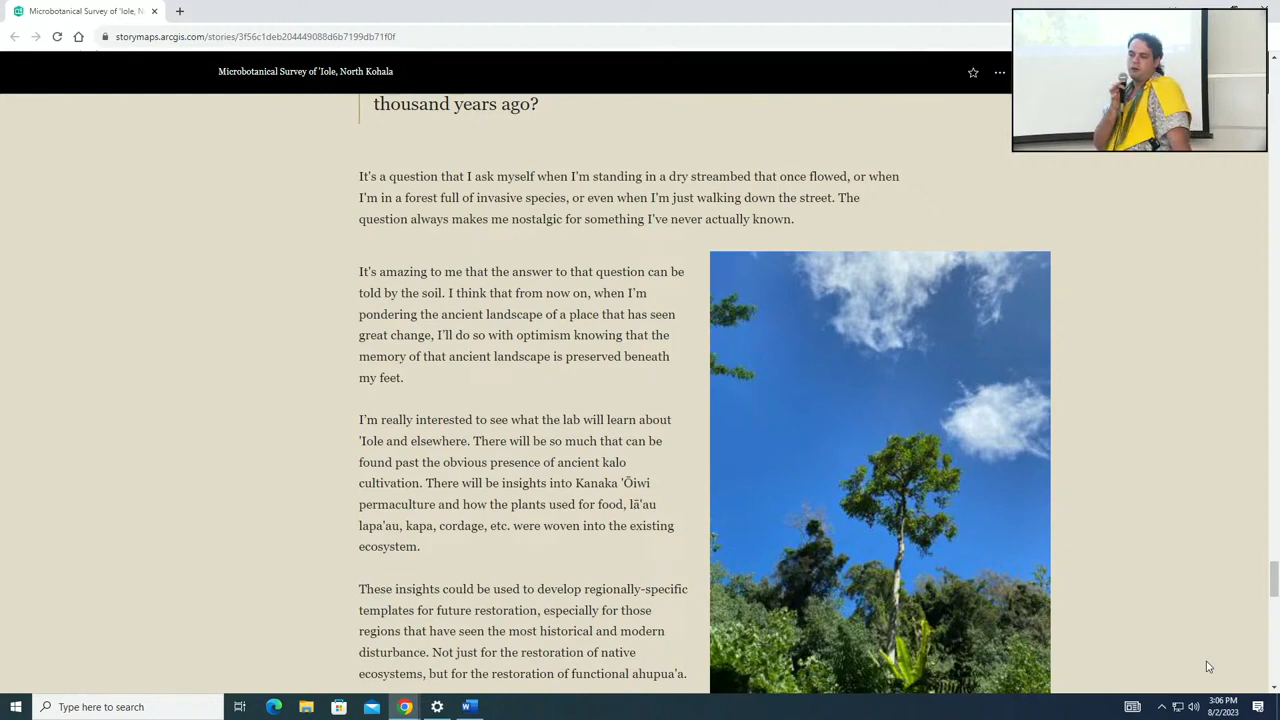 Microbotanical Survey of 'Iole, N
storymaps.arcgis.com/stories/3f56c1deb204449088d6b7199db71f0f
Microbotanical Survey of 'Iole, North Kohala
thousand years ago?
It's a question that I ask myself when I'm standing in a dry streambed that once flowed, or when
I'm in a forest full of invasive species, or even when I'm just walking down the street. The
question always makes me nostalgic for something I've never actually known.
It's amazing to me that the answer to that question can be
told by the soil. I think that from now on, when I'm
pondering the ancient landscape of a place that has seen
great change, I'll do so with optimism knowing that the
memory of that ancient landscape is preserved beneath
my feet.
I'm really interested to see what the lab will learn about
'Iole and elsewhere. There will be so much that can be
found past the obvious presence of ancient kalo
cultivation. There will be insights into Kanaka 'Ōiwi
permaculture and how the plants used for food, lā'au
lapa'au, kapa, cordage, etc. were woven into the existing
ecosystem.
These insights could be used to develop regionally-specific
templates for future restoration, especially for those
regions that have seen the most historical and modern
disturbance. Not just for the restoration of native
ecosystems, but for the restoration of functional ahupua'a.
Type here to search
3:06 PM
8/2/2023